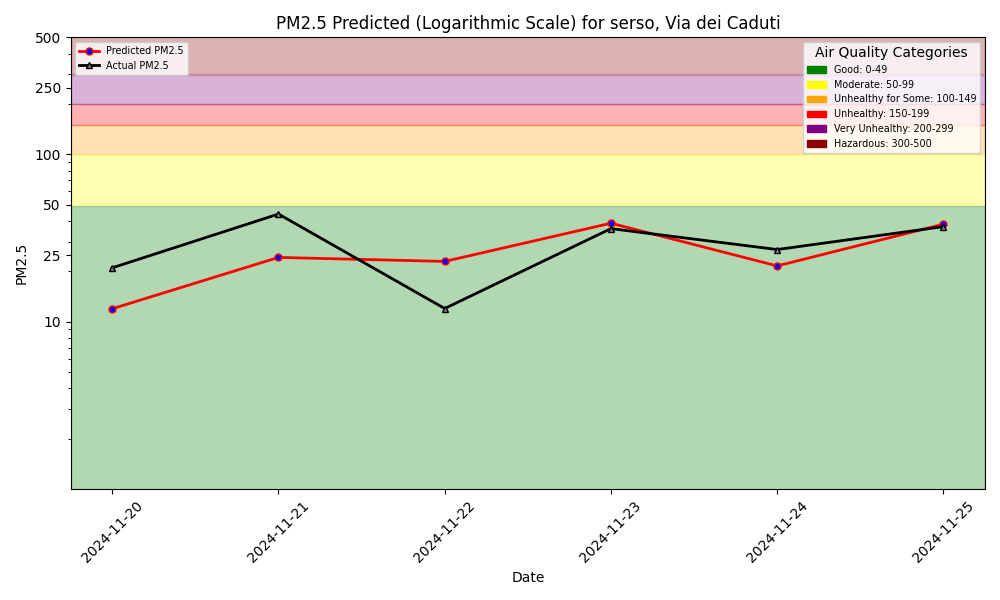 PM2.5 Predicted (Logarithmic Scale) for serso, Via dei Caduti
Predicted PM2.5
Actual PM2.5
Air Quality Categories
Good: 0-49
Moderate: 50-99
Unhealthy for Some: 100-149
Unhealthy: 150-199
Very Unhealthy: 200-299
Hazardous: 300-500
500
250
100
50
25
10
PM2.5
2024-11-20
2024-11-21
2024-11-22
2024-11-23
2024-11-24
2024-11-25
Date